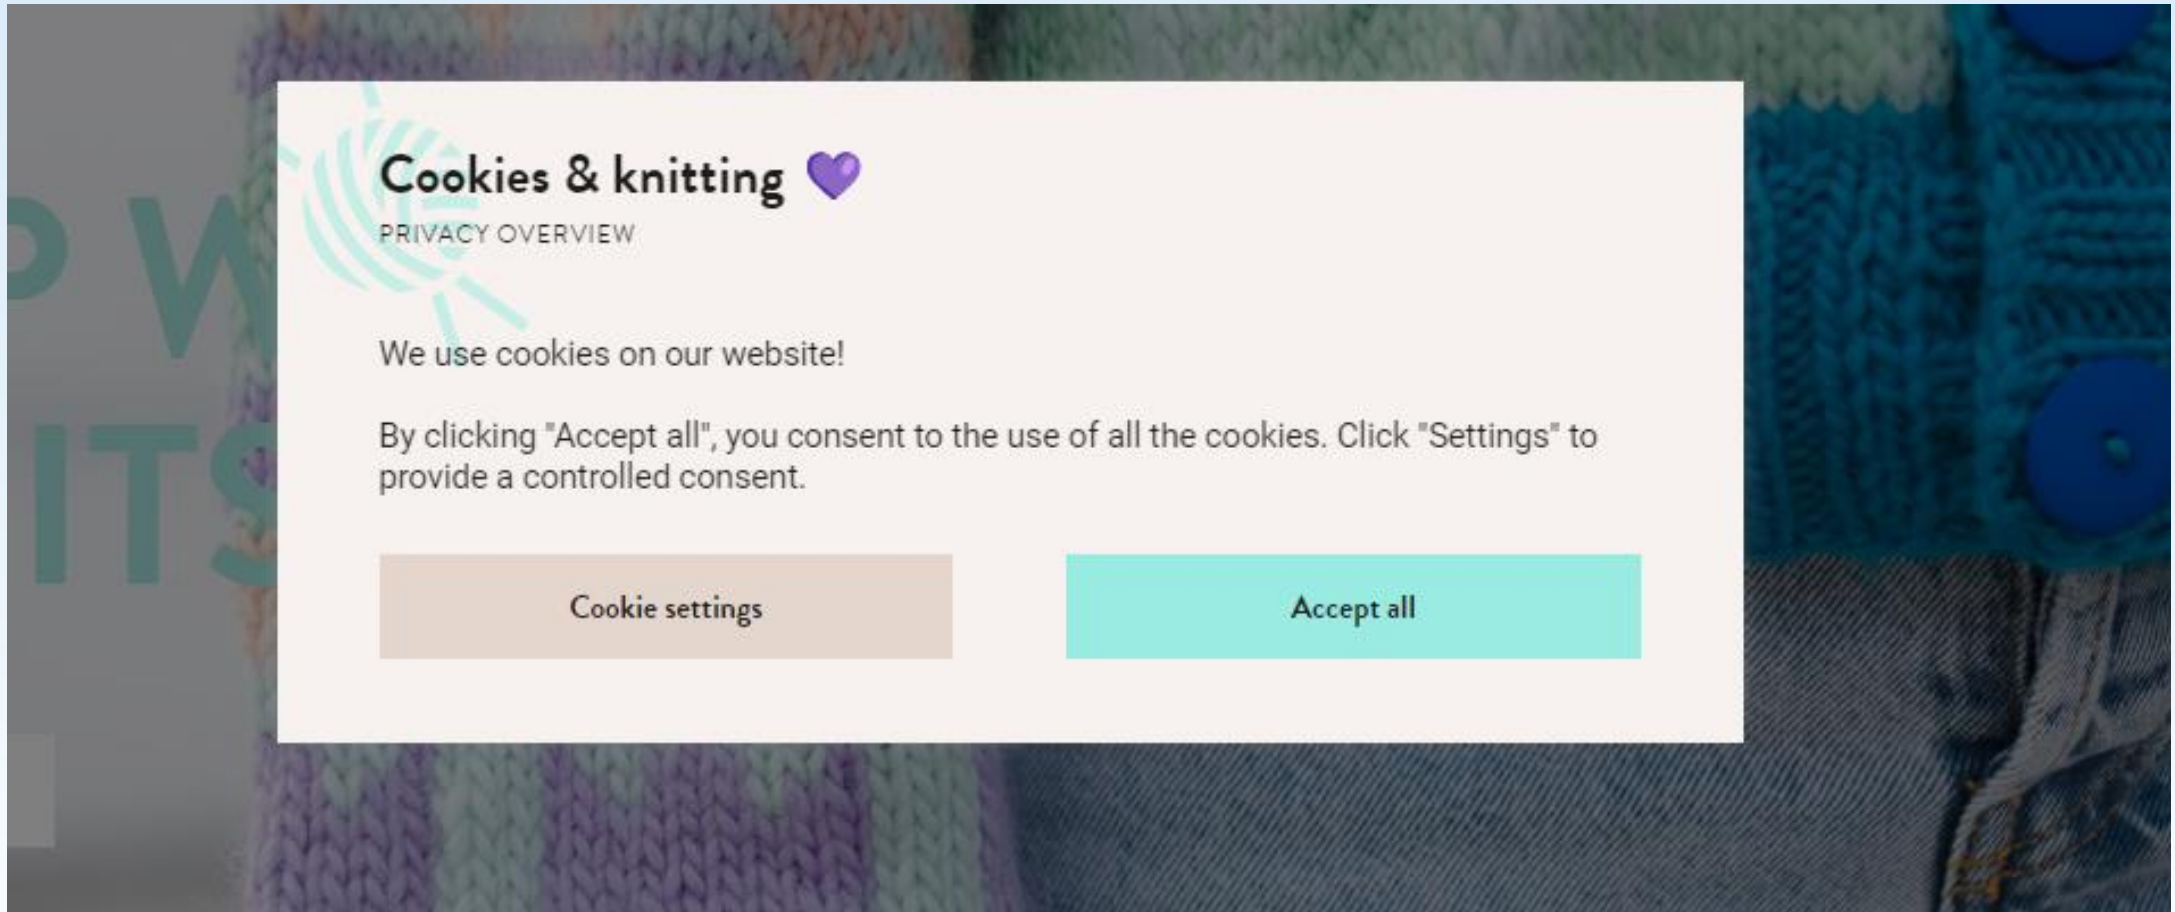 Cookies & knitting 💜
PRIVACY OVERVIEW
We use cookies on our website!
By clicking "Accept all", you consent to the use of all the cookies. Click "Settings" to
provide a controlled consent.
Cookie settings
Accept all